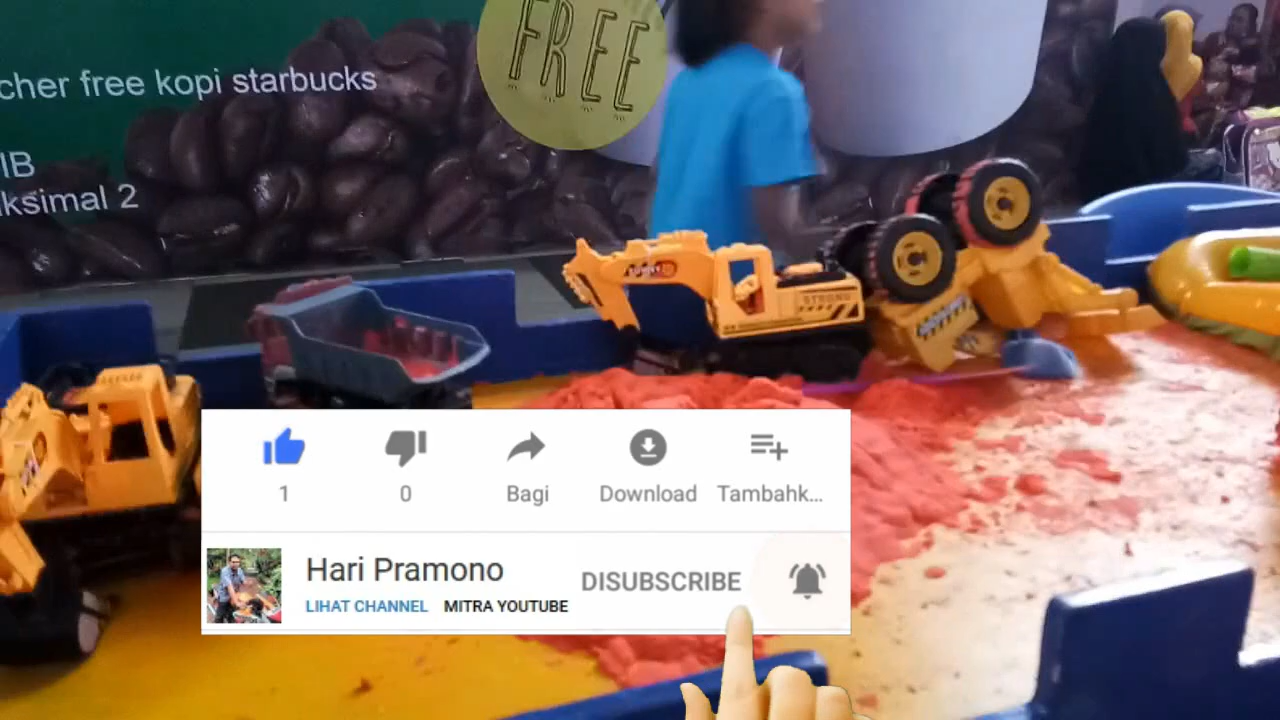 cher free kopi starbucks
FREE
IB
ksimal 2
STRONG
1
0
Bagi
Download
Tambahk...
Hari Pramono
DISUBSCRIBE
LIHAT CHANNEL MITRA YOUTUBE